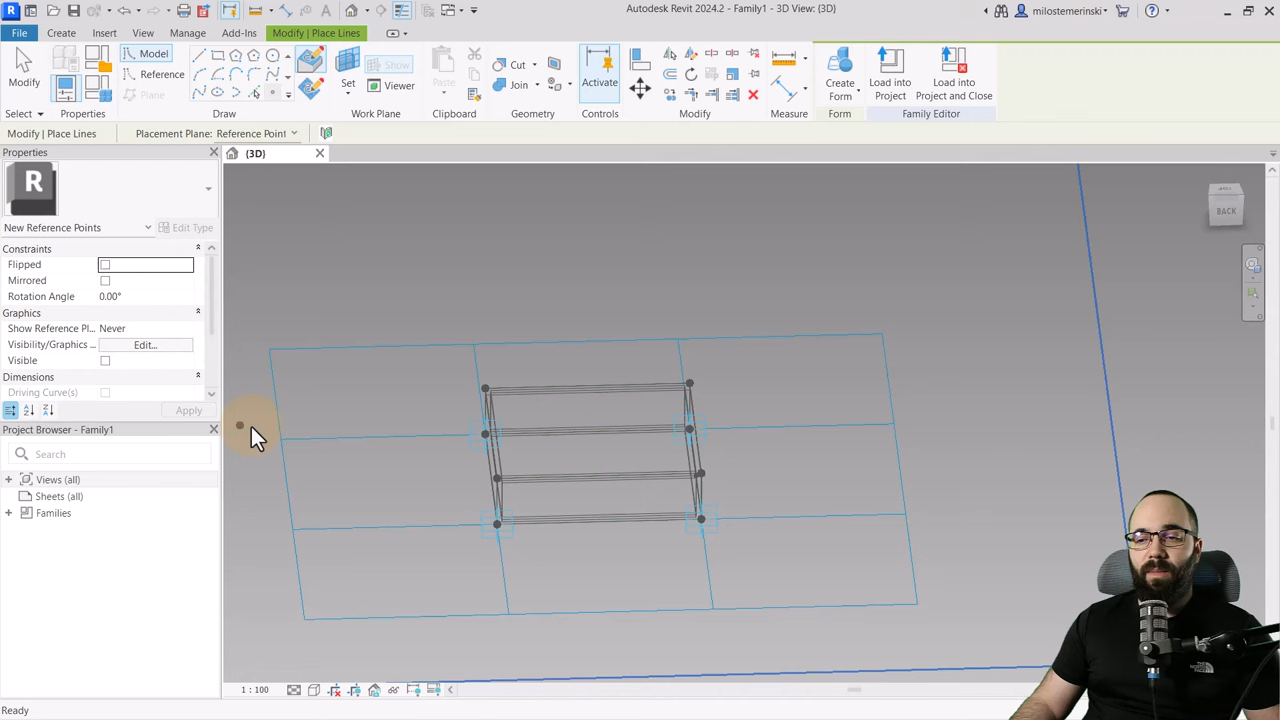 Autodesk Revit 2024.2 - Family1 - 3D View: {3D}
milostemerinski
File Create Insert View Manage Add-Ins Modify | Place Lines
Modify
Select
Properties
Model
Reference
Plane
Draw
Set
Show
Viewer
Work Plane
Paste
Clipboard
Cut
Join
Geometry
Activate
Controls
Modify
Measure
Create
Form
Form
Load into
Project
Load into
Project and Close
Family Editor
Modify | Place Lines
Placement Plane: Reference Point
Properties
{3D}
R
New Reference Points
Edit Type
Constraints
Flipped
Mirrored
Rotation Angle 0.00°
Graphics
Show Reference Pl... Never
Visibility/Graphics ... Edit...
Visible
Dimensions
Driving Curve(s)
Apply
Project Browser - Family1
Search
Views (all)
Sheets (all)
Families
BACK
1 : 100
Ready